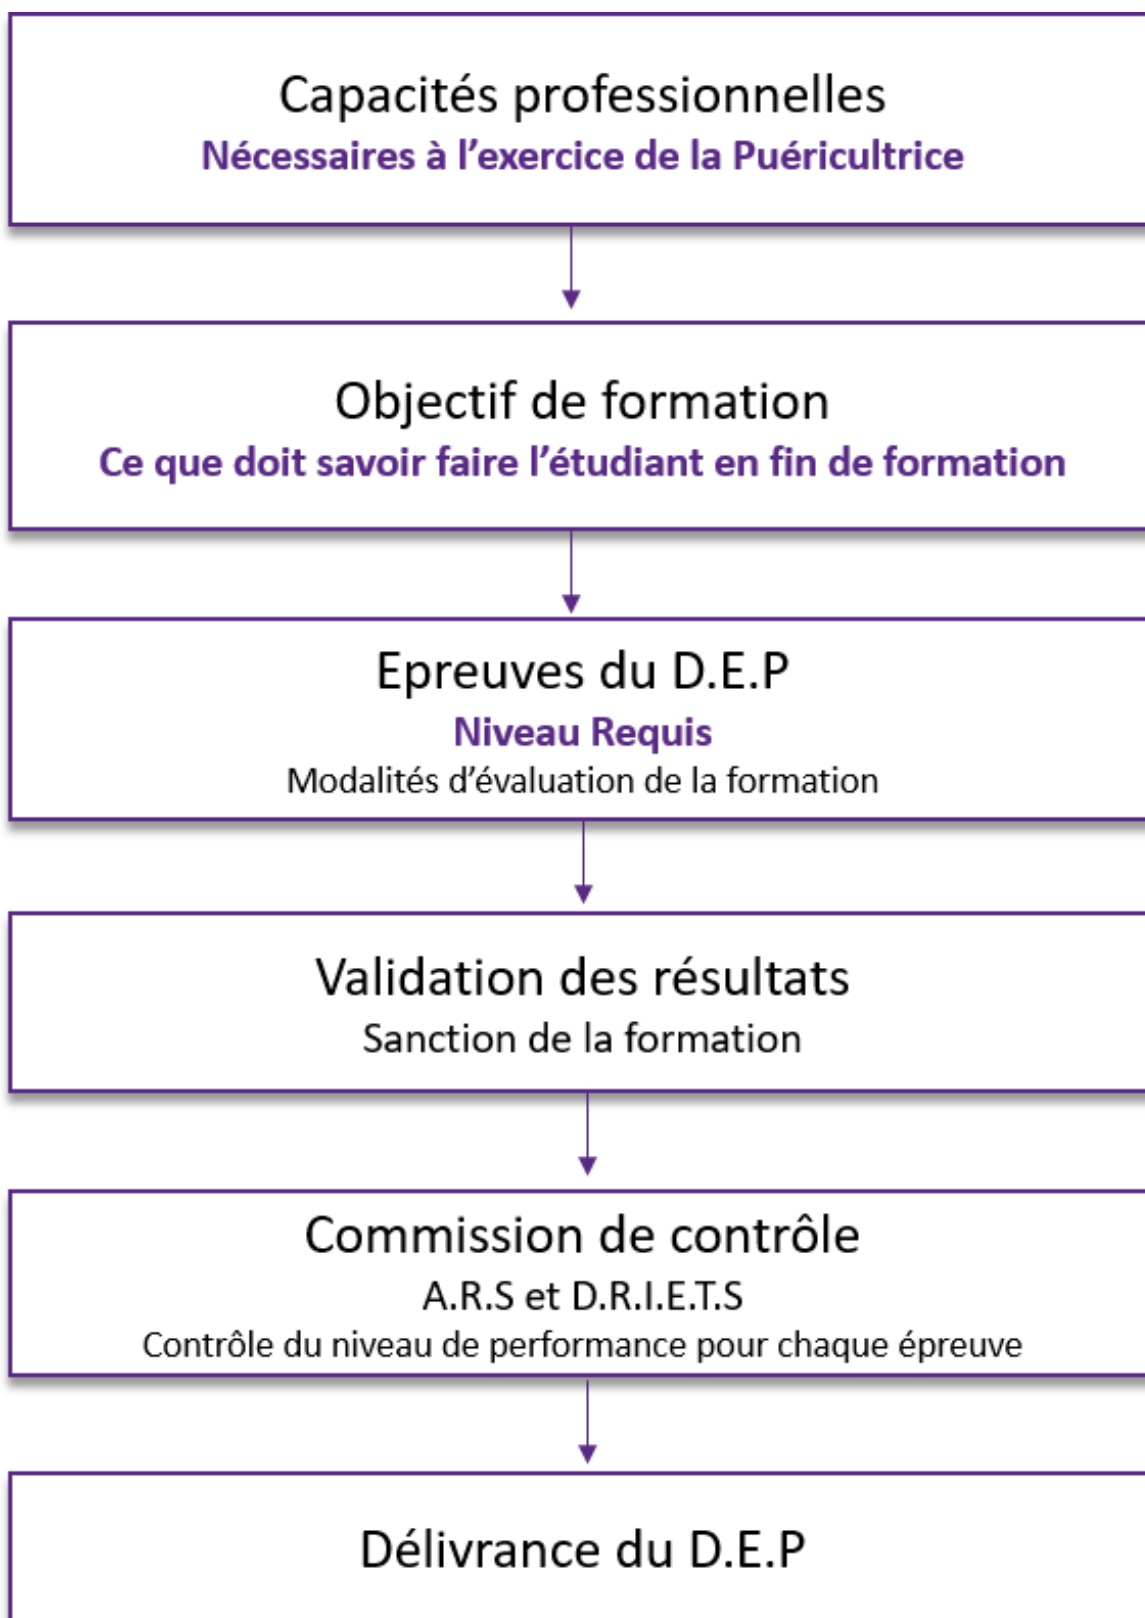 Capacités professionnelles
Nécessaires à l’exercice de la Puéricultrice
Objectif de formation
Ce que doit savoir faire l’étudiant en fin de formation
Epreuves du D.E.P
Niveau Requis
Modalités d’évaluation de la formation
Validation des résultats
Sanction de la formation
Commission de contrôle
A.R.S et D.R.I.E.T.S
Contrôle du niveau de performance pour chaque épreuve
Délivrance du D.E.P